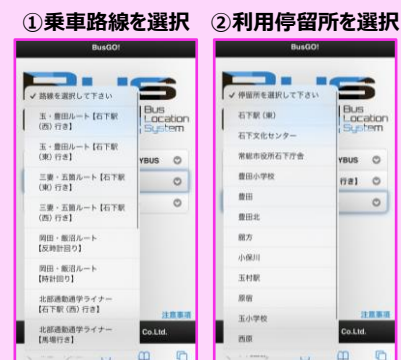 ①乗車路線を選択
②利用停留所を選択
BusGO!
✓ 路線を選択して下さい
玉・豊田ルート【石下駅
(西) 行き】
玉・豊田ルート【石下駅
(東) 行き】
三妻・五箇ルート【石下駅
(東) 行き】
三妻・五箇ルート【石下駅
(西) 行き】
岡田・飯沼ルート
【反時計回り】
岡田・飯沼ルート
【時計回り】
北部通勤通学ライナー
【石下駅 (西) 行き】
北部通勤通学ライナー
【馬場行き】
Bus
Location
System
YBUS
注意事項
Co.Ltd.
BusGO!
✓ 停留所を選択して下さい
石下駅 (東)
石下文化センター
常総市役所石下庁舎
豊田小学校
豊田
豊田北
館方
小保川
玉村駅
原宿
玉小学校
西原
Bus
Location
System
YBUS
行き】
注意事項
Co.Ltd.